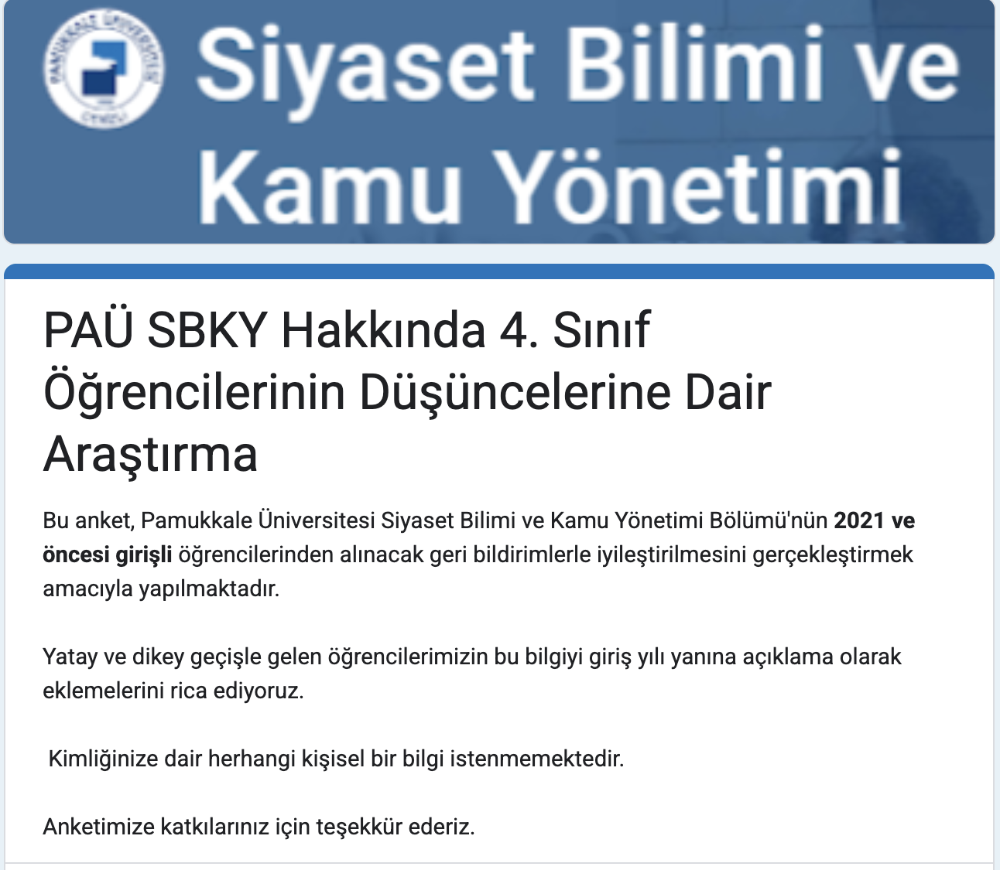 PAMUKKALE ÜNİVERSİTESİ
DENİZLİ
Siyaset Bilimi ve
Kamu Yönetimi
PAÜ SBKY Hakkında 4. Sınıf
Öğrencilerinin Düşüncelerine Dair
Araştırma
Bu anket, Pamukkale Üniversitesi Siyaset Bilimi ve Kamu Yönetimi Bölümü'nün 2021 ve
öncesi girişli öğrencilerinden alınacak geri bildirimlerle iyileştirilmesini gerçekleştirmek
amacıyla yapılmaktadır.
Yatay ve dikey geçişle gelen öğrencilerimizin bu bilgiyi giriş yılı yanına açıklama olarak
eklemelerini rica ediyoruz.
Kimliğinize dair herhangi kişisel bir bilgi istenmemektedir.
Anketimize katkılarınız için teşekkür ederiz.